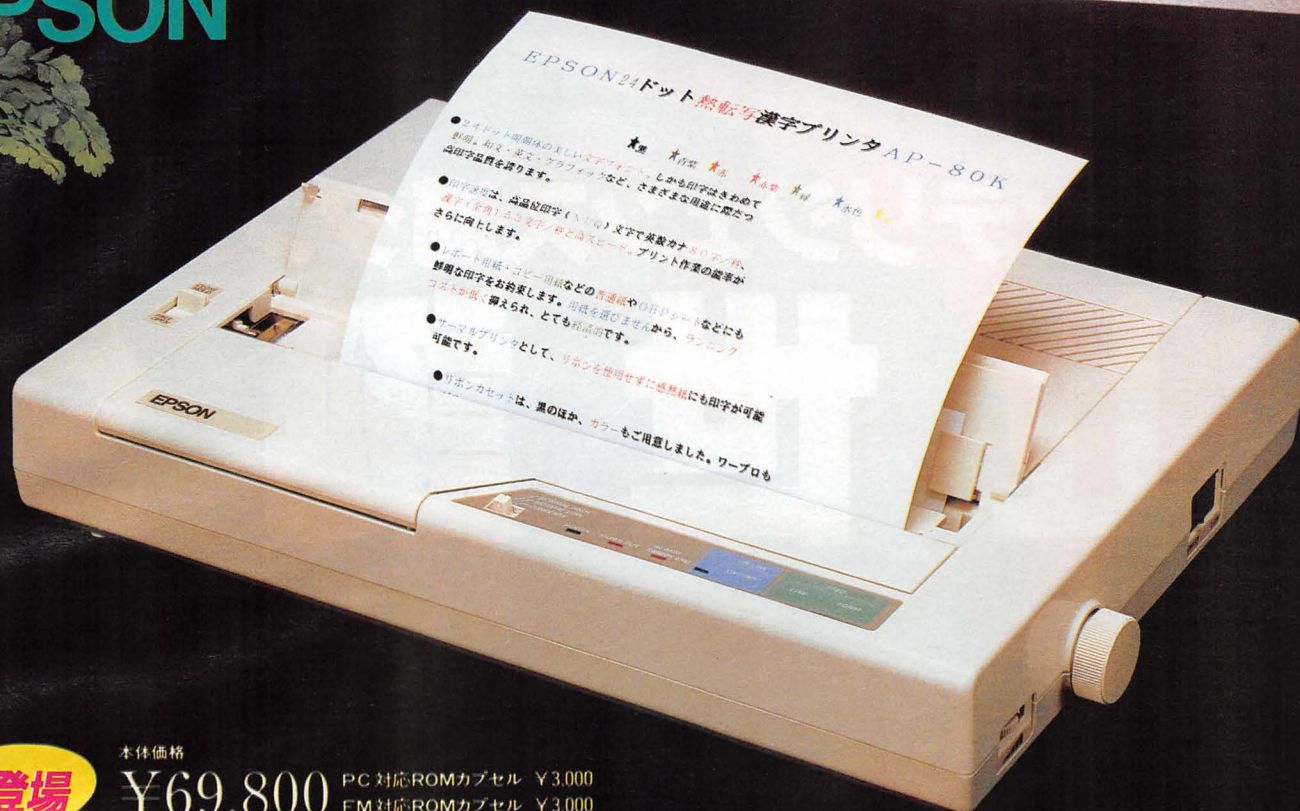 EPSON
EPSON24ドット熱転写漢字プリンタAP-80K
★黒 ★青紫 ★赤 ★赤紫 ★緑 ★水色
●24ドット明朝体の美しい文字フォント。しかも印字はきわめて
鮮明。和文・英文・グラフィックなど、さまざまな用途に際だつ
高印字品質を誇ります。
●印字速度は、高品位印字(NLQ)文字で英数カナ80字/秒、
漢字(全角)53文字/秒と高スピード。プリント作業の能率が
さらに向上します。
●レポート用紙・コピー用紙などの普通紙やOHPシートなどにも
鮮明な印字をお約束します。用紙を選びませんから、ランニング
コストが低く抑えられ、とても経済的です。
●サーマルプリンタとして、リボンを使用せずに感熱紙にも印字が可能
可能です。
●リボンカセットは、黒のほか、カラーもご用意しました。ワープロも
EPSON
登場
本体価格
¥69,800
PC対応ROMカプセル ¥3,000
FM対応ROMカプセル ¥3,000